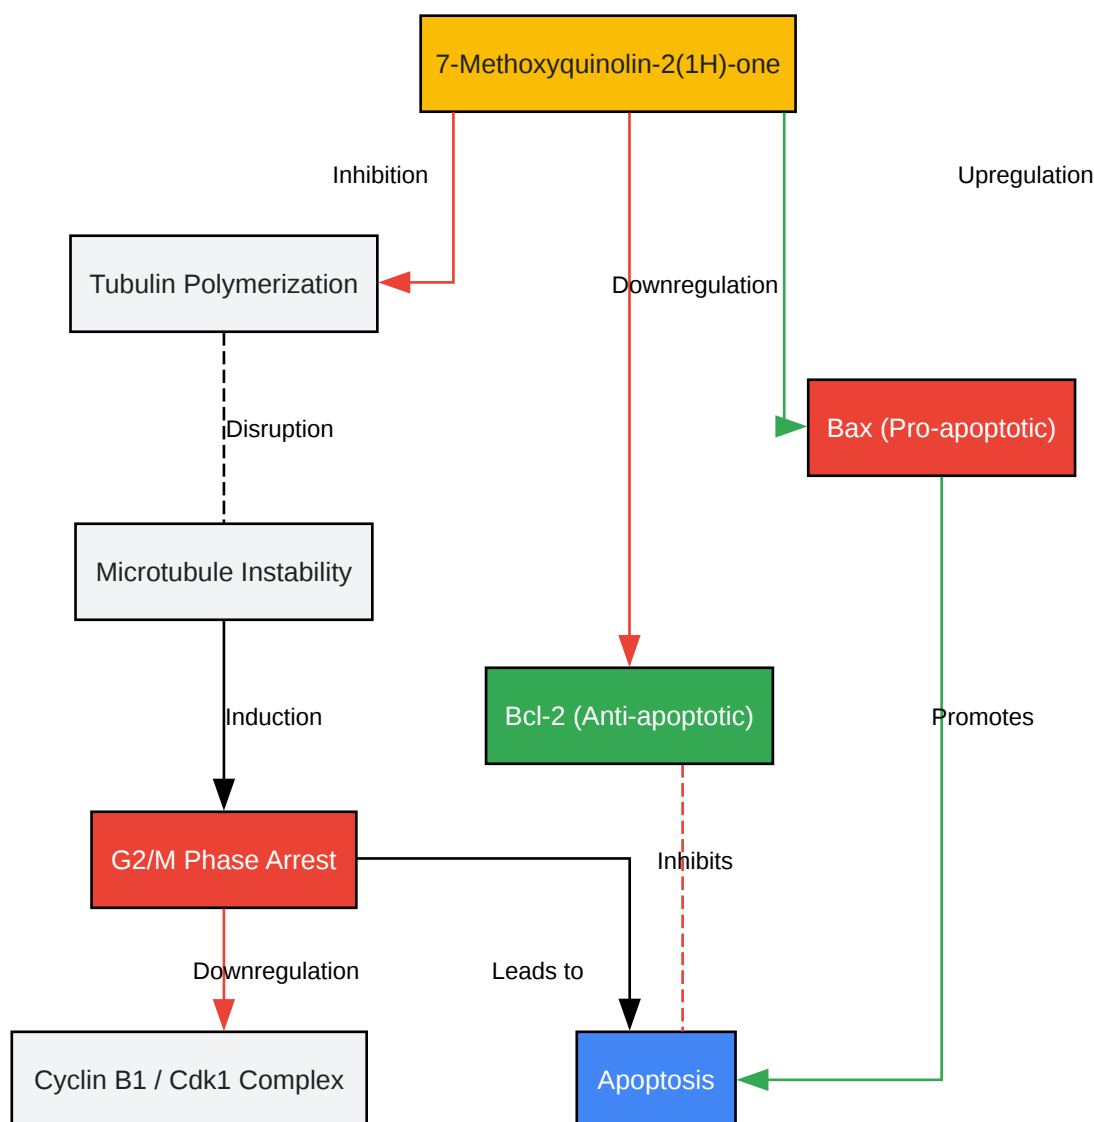 7-Methoxyquinolin-2(1H)-one
Inhibition
Upregulation
Tubulin Polymerization
Downregulation
Disruption
Bax (Pro-apoptotic)
Microtubule Instability
Induction
Bcl-2 (Anti-apoptotic)
Promotes
G2/M Phase Arrest
Inhibits
Downregulation
Leads to
Cyclin B1 / Cdk1 Complex
Apoptosis